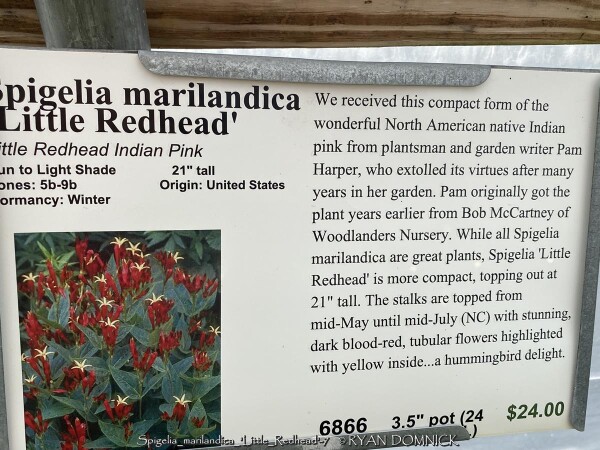 Spigelia marilandica
'Little Redhead'
ittle Redhead Indian Pink
un to Light Shade 21" tall
ones: 5b-9b Origin: United States
ormancy: Winter
We received this compact form of the
wonderful North American native Indian
pink from plantsman and garden writer Pam
Harper, who extolled its virtues after many
years in her garden. Pam originally got the
plant years earlier from Bob McCartney of
Woodlanders Nursery. While all Spigelia
marilandica are great plants, Spigelia 'Little
Redhead' is more compact, topping out at
21" tall. The stalks are topped from
mid-May until mid-July (NC) with stunning,
dark blood-red, tubular flowers highlighted
with yellow inside...a hummingbird delight.
6866 3.5" pot (24 $24.00
Spigelia_marilandica_'Little_Redhead'-7 © RYAN DOMNICK